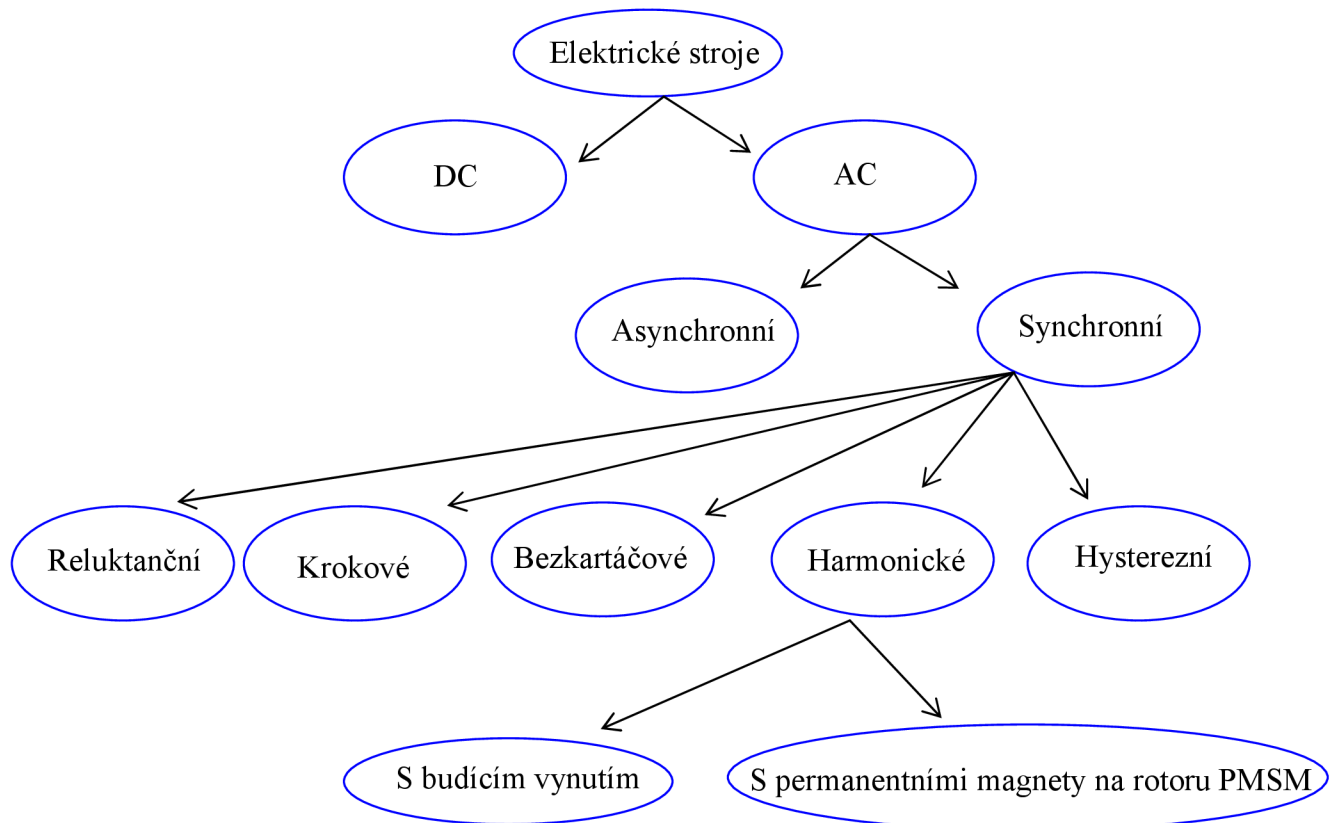 Elektrické stroje
DC
AC
Asynchronní
Synchronní
Reluktanční
Krokové
Bezkartáčové
Harmonické
Hysterezní
S budícím vynutím
S permanentními magnety na rotoru PMSM